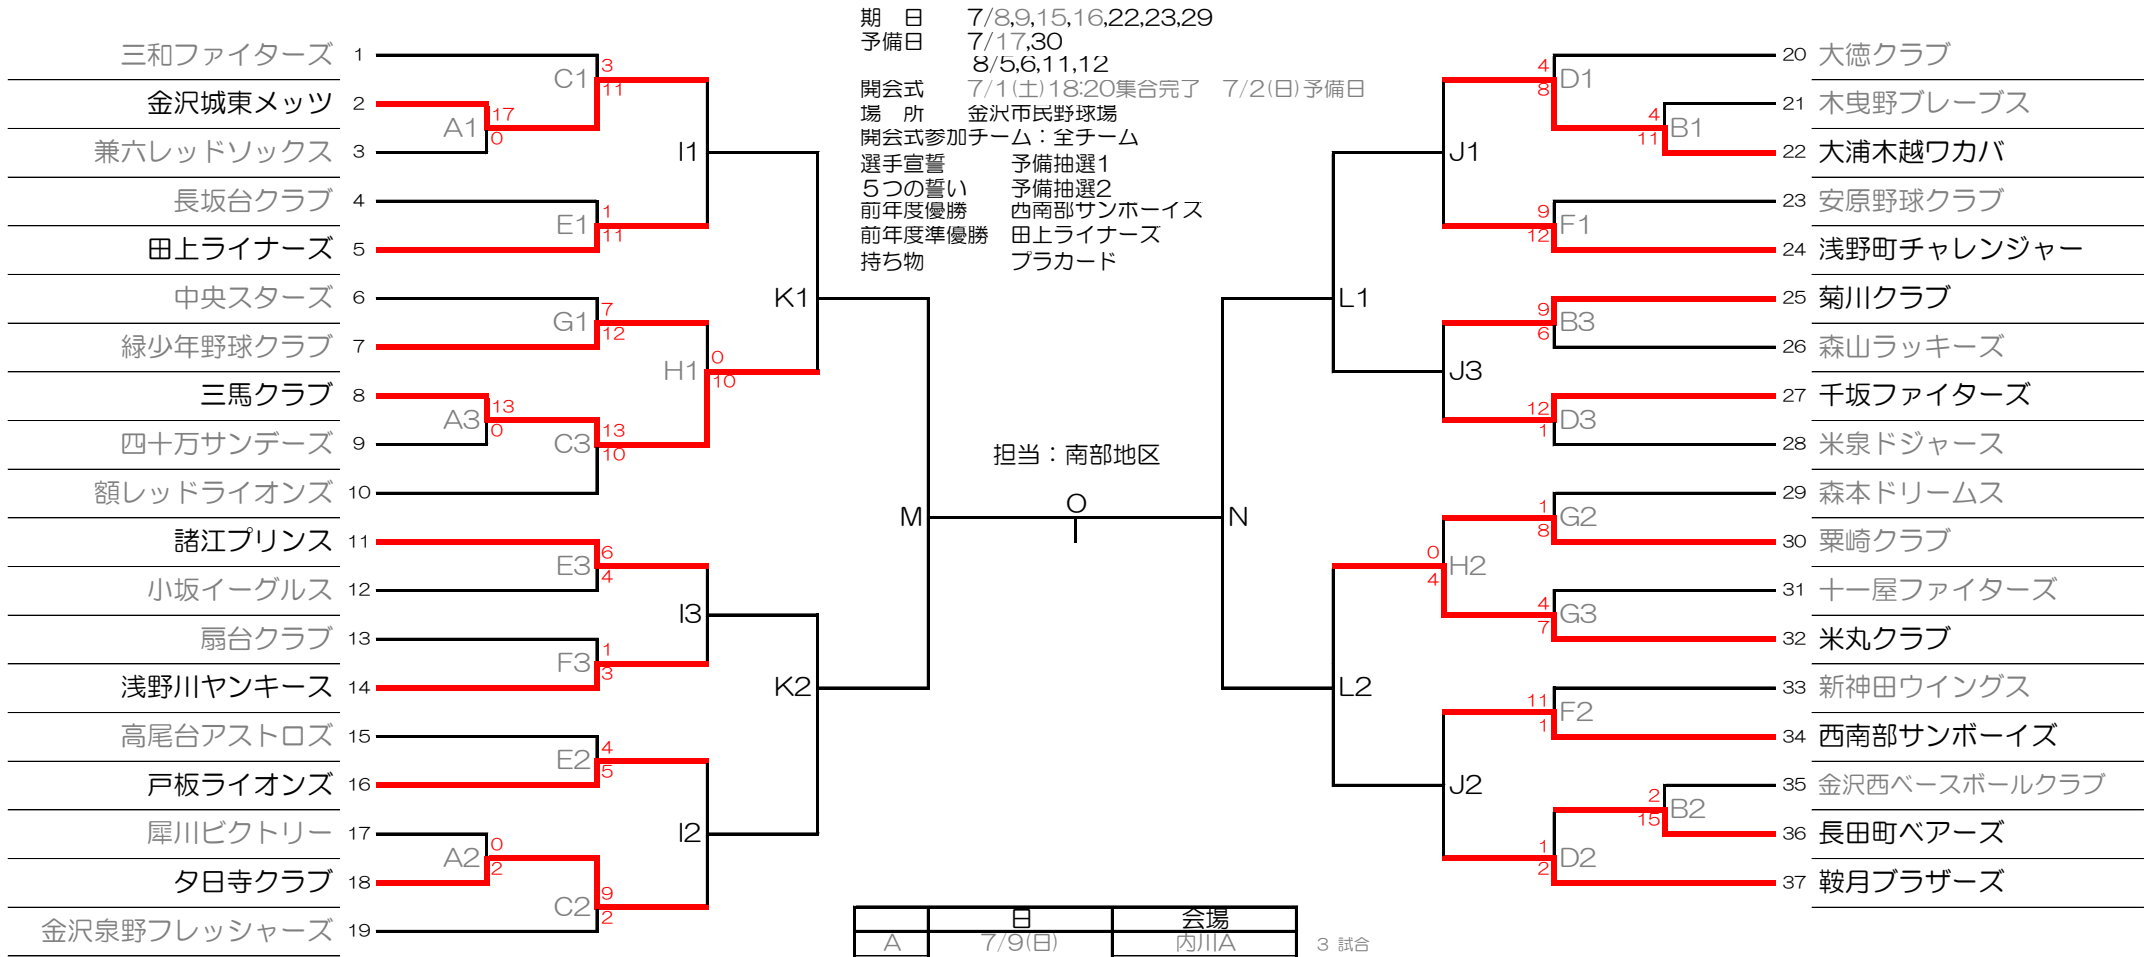 期　日　7/8,9,15,16,22,23,29
予備日　7/17,30
8/5,6,11,12
開会式　7/1(土)18:20集合完了　7/2(日)予備日
場　所　金沢市民野球場
開会式参加チーム：全チーム
選手宣誓　予備抽選1
5つの誓い　予備抽選2
前年度優勝　西南部サンボーイズ
前年度準優勝　田上ライナーズ
持ち物　プラカード
担当：南部地区
三和ファイターズ 1
金沢城東メッツ 2
兼六レッドソックス 3
長坂台クラブ 4
田上ライナーズ 5
中央スターズ 6
緑少年野球クラブ 7
三馬クラブ 8
四十万サンデーズ 9
額レッドライオンズ 10
諸江プリンス 11
小坂イーグルス 12
扇台クラブ 13
浅野川ヤンキース 14
高尾台アストロズ 15
戸板ライオンズ 16
犀川ビクトリー 17
夕日寺クラブ 18
金沢泉野フレッシャーズ 19
A1 17 0
C1 3 11
E1 1 11
I1
G1 7 12
A3 13 0
C3 13 10
H1 0 10
K1
E3 6 4
F3 1 3
I3
E2 4 5
A2 0 2
C2 9 2
I2
K2
M
O
N
20 大徳クラブ
21 木曳野ブレーブス
22 大浦木越ワカバ
23 安原野球クラブ
24 浅野町チャレンジャー
25 菊川クラブ
26 森山ラッキーズ
27 千坂ファイターズ
28 米泉ドジャース
29 森本ドリームス
30 粟崎クラブ
31 十一屋ファイターズ
32 米丸クラブ
33 新神田ウイングス
34 西南部サンボーイズ
35 金沢西ベースボールクラブ
36 長田町ベアーズ
37 鞍月ブラザーズ
4 8 D1
4 11 B1
J1
9 12 F1
L1
9 6 B3
J3
12 1 D3
1 8 G2
0 4 H2
4 7 G3
L2
11 1 F2
J2
2 15 B2
1 2 D2
日　会場
A　7/9(日)　内川A　3 試合